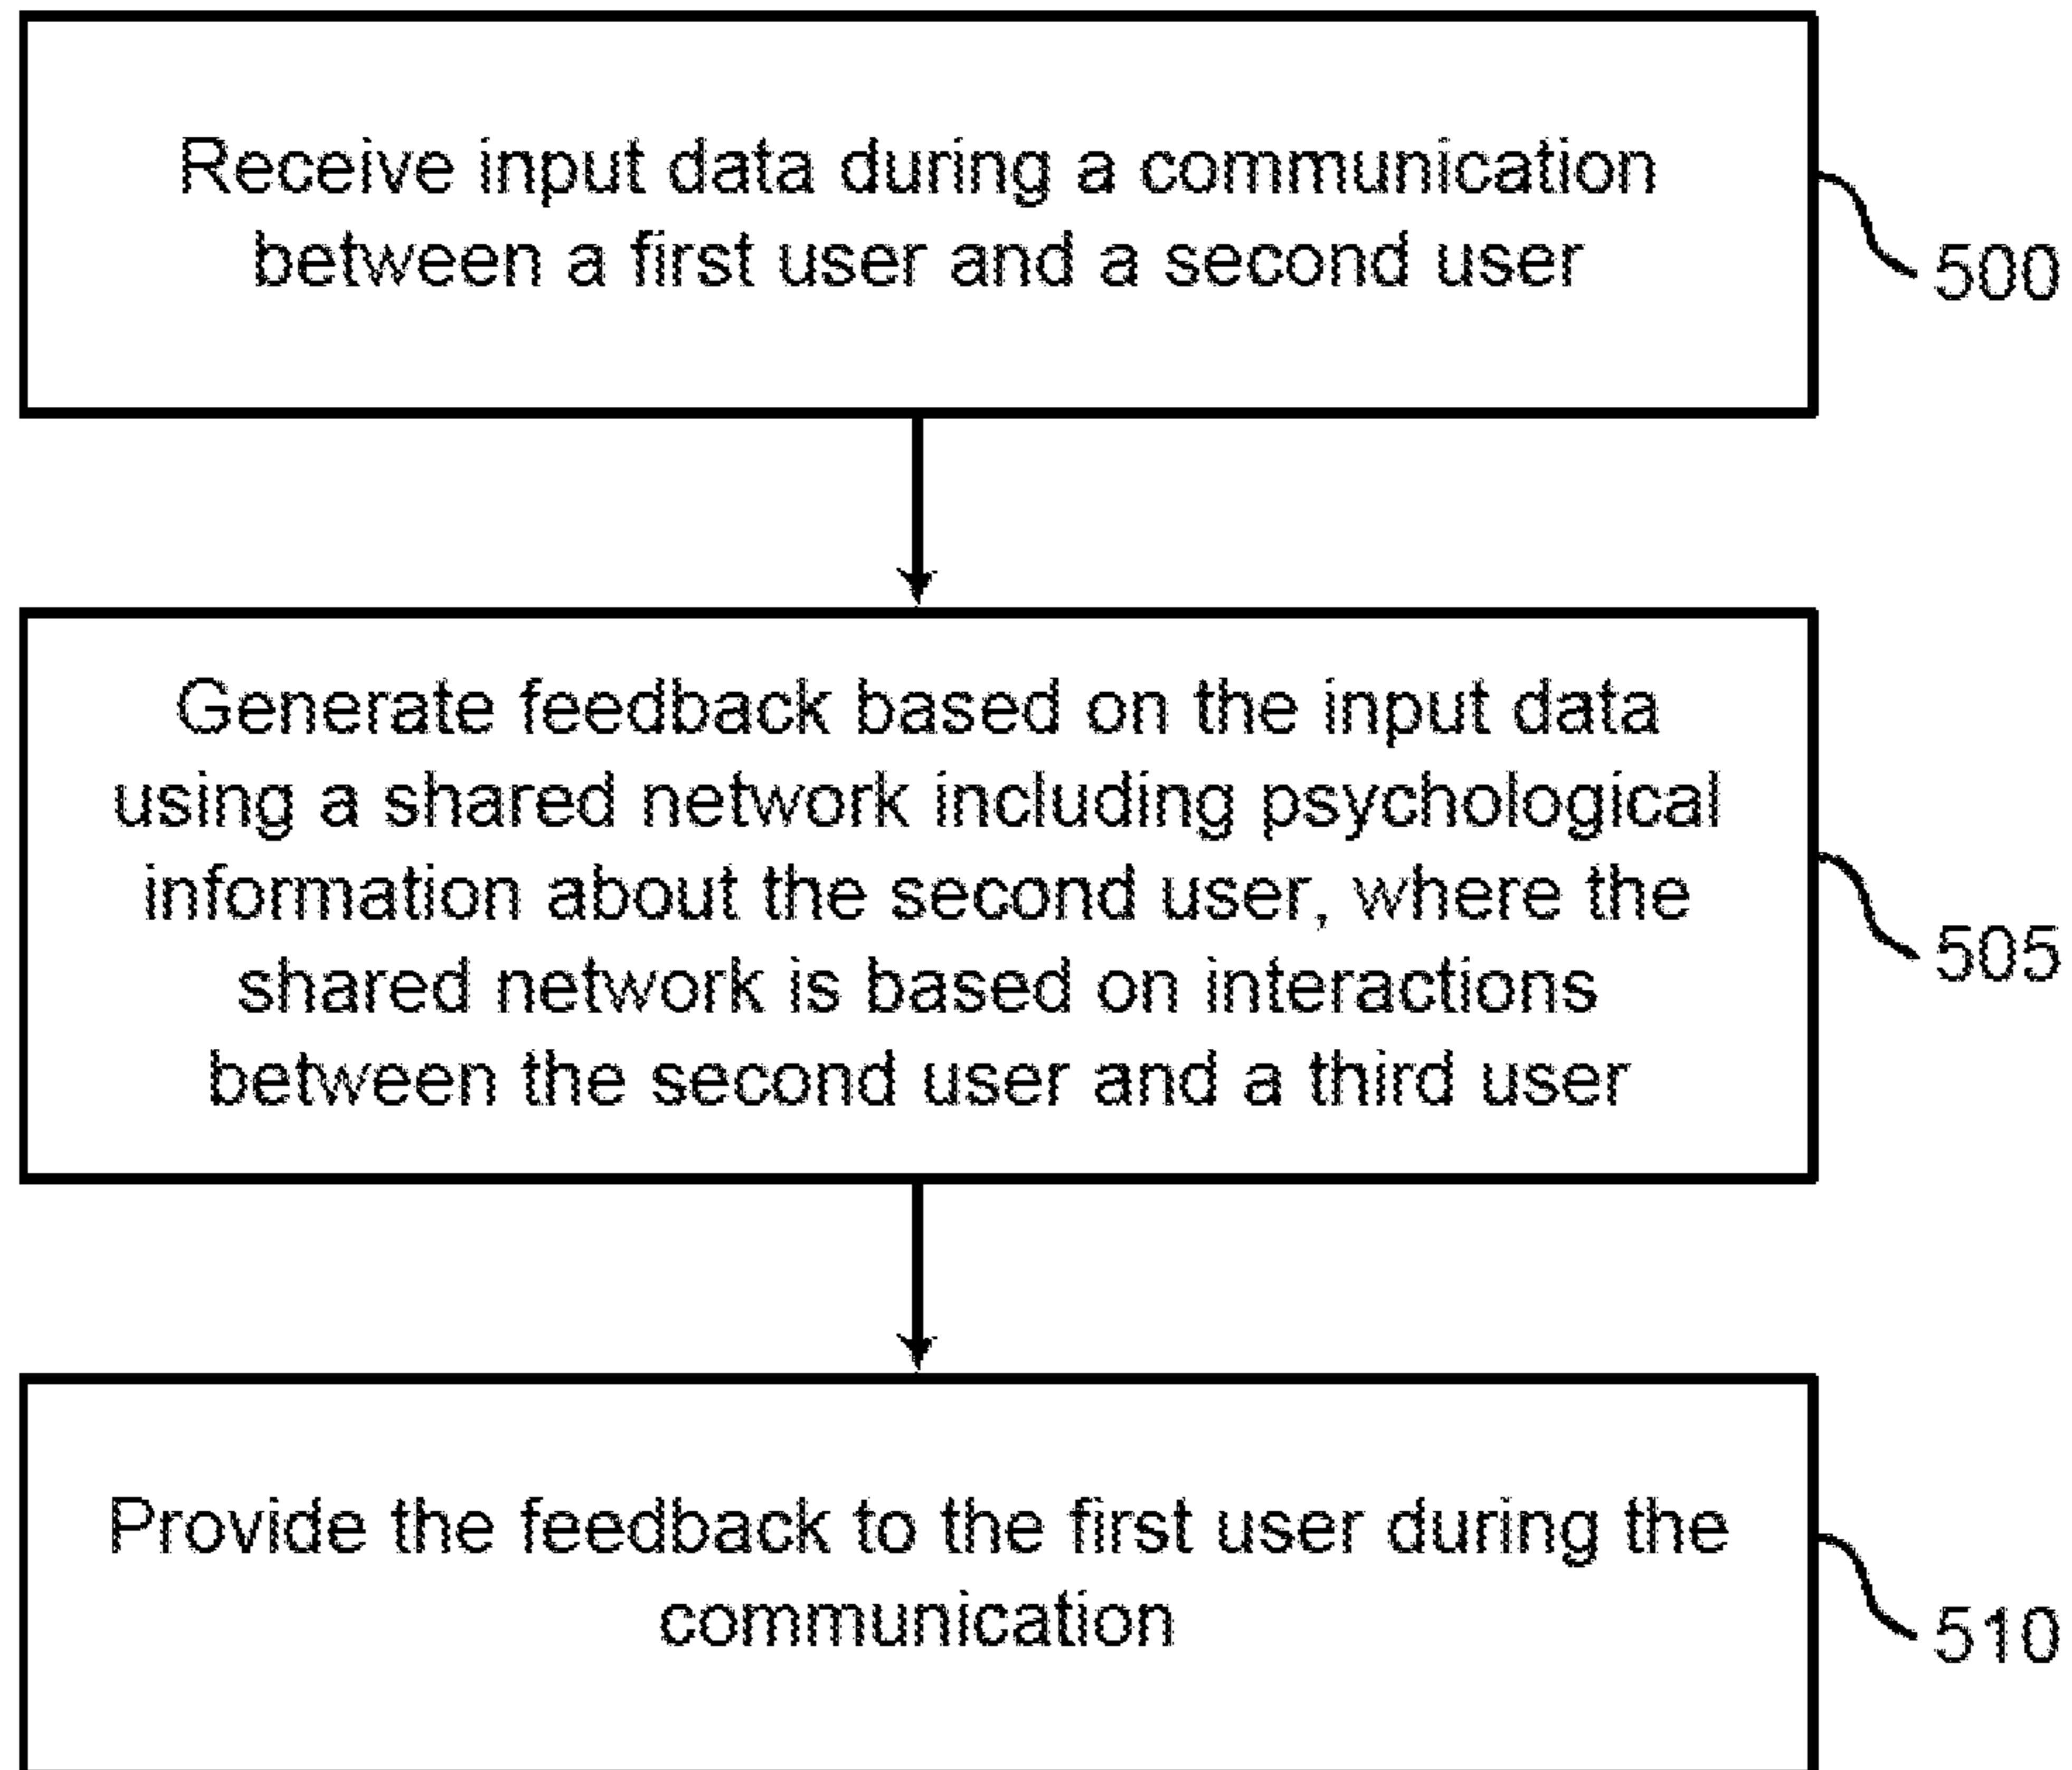 Receive input data during a communication
between a first user and a second user
500
Generate feedback based on the input data
using a shared network including psychological
information about the second user, where the
shared network is based on interactions
between the second user and a third user
505
Provide the feedback to the first user during the
communication
510